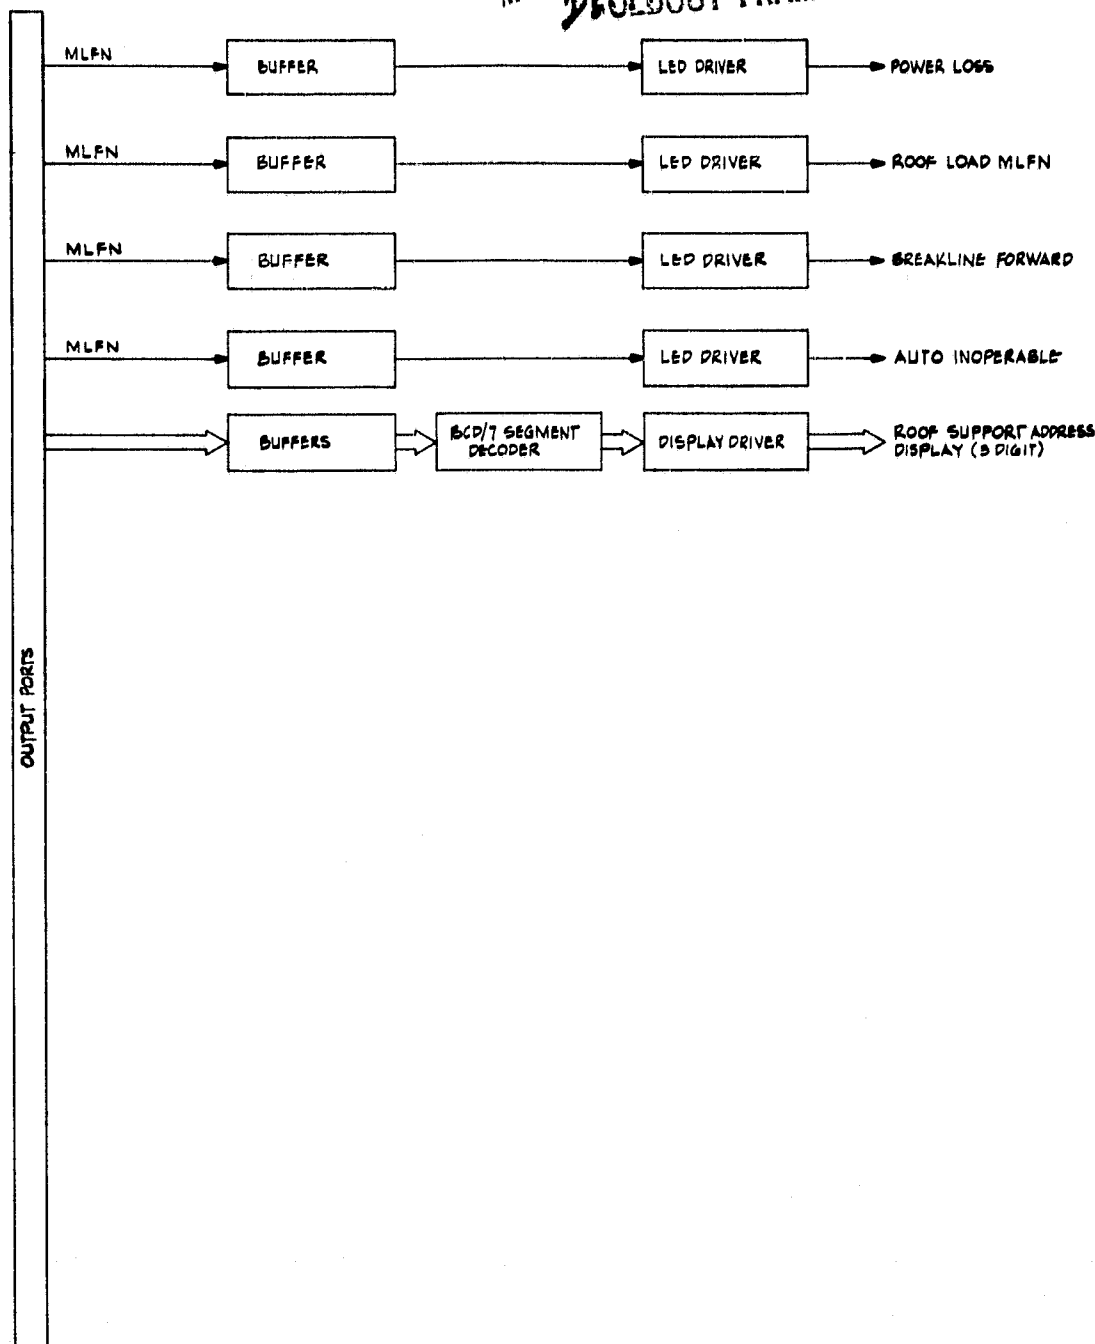 MLFN
BUFFER
LED DRIVER
POWER LOSS
MLFN
BUFFER
LED DRIVER
ROOF LOAD MLFN
MLFN
BUFFER
LED DRIVER
BREAKLINE FORWARD
MLFN
BUFFER
LED DRIVER
AUTO INOPERABLE
BUFFERS
BCD/7 SEGMENT
DECODER
DISPLAY DRIVER
ROOF SUPPORT ADDRESS
DISPLAY (3 DIGIT)
OUTPUT PORTS